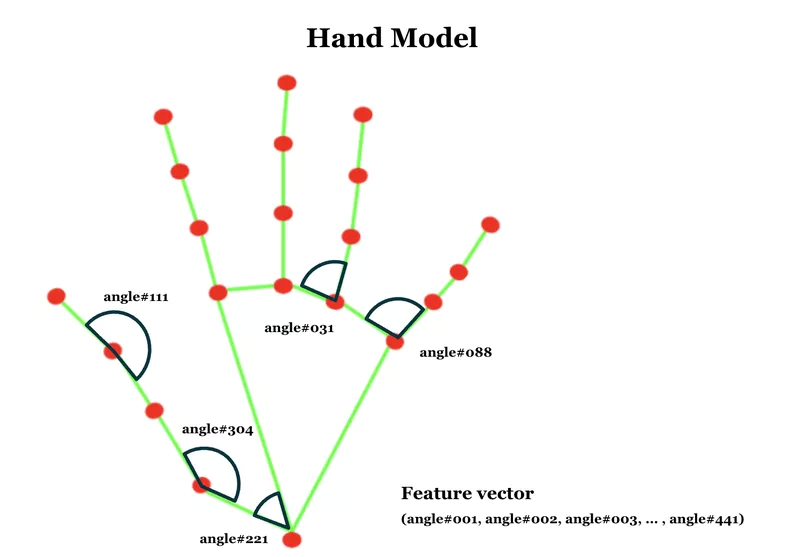 Hand Model
angle#111
angle#031
angle#088
angle#304
angle#221
Feature vector
(angle#001, angle#002, angle#003, ... , angle#441)